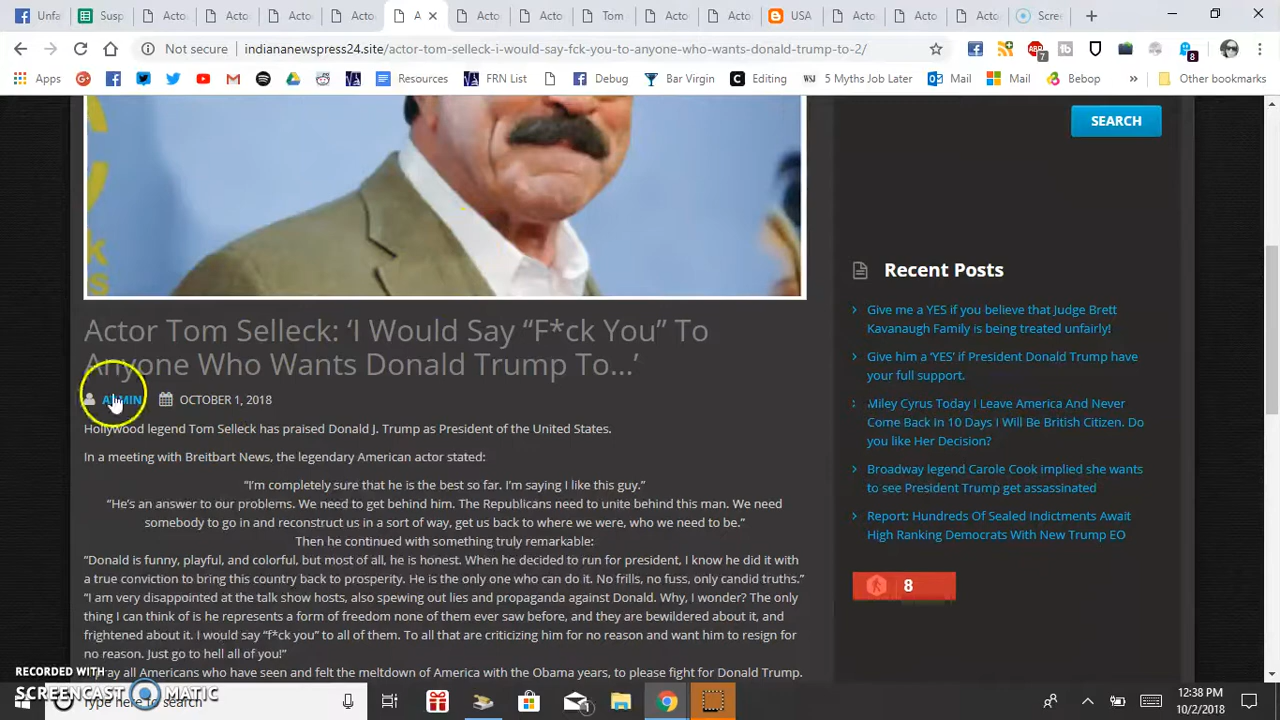 Unfa
Susp
Acto
Acto
Acto
Acto
A
Acto
Acto
Tom
Acto
Acto
USA
Acto
Acto
Acto
Scree
Not secure
indiananewspress24.site/actor-tom-selleck-i-would-say-fck-you-to-anyone-who-wants-donald-trump-to-2/
7
8
Apps
Resources
FRN List
Debug
Bar Virgin
Editing
5 Myths Job Later
Mail
Mail
Bebop
Other bookmarks
SEARCH
Actor Tom Selleck: ‘I Would Say “F*ck You” To
Anyone Who Wants Donald Trump To...’
ADMIN
OCTOBER 1, 2018
Hollywood legend Tom Selleck has praised Donald J. Trump as President of the United States.
In a meeting with Breitbart News, the legendary American actor stated:
“I’m completely sure that he is the best so far. I’m saying I like this guy.”
“He’s an answer to our problems. We need to get behind him. The Republicans need to unite behind this man. We need
somebody to go in and reconstruct us in a sort of way, get us back to where we were, who we need to be.”
Then he continued with something truly remarkable:
“Donald is funny, playful, and colorful, but most of all, he is honest. When he decided to run for president, I know he did it with
a true conviction to bring this country back to prosperity. He is the only one who can do it. No frills, no fuss, only candid truths.”
“I am very disappointed at the talk show hosts, also spewing out lies and propaganda against Donald. Why, I wonder? The only
thing I can think of is he represents a form of freedom none of them ever saw before, and they are bewildered about it, and
frightened about it. I would say “f*ck you” to all of them. To all that are criticizing him for no reason and want him to resign for
no reason. Just go to hell all of you!”
pray all Americans who have seen and felt the meltdown of America with the Obama years, to please fight for Donald Trump.
Recent Posts
Give me a YES if you believe that Judge Brett
Kavanaugh Family is being treated unfairly!
Give him a ‘YES’ if President Donald Trump have
your full support.
Miley Cyrus Today I Leave America And Never
Come Back In 10 Days I Will Be British Citizen. Do
you like Her Decision?
Broadway legend Carole Cook implied she wants
to see President Trump get assassinated
Report: Hundreds Of Sealed Indictments Await
High Ranking Democrats With New Trump EO
8
RECORDED WITH
SCREENCAST MATIC
Type here to search
1
12:38 PM
10/2/2018